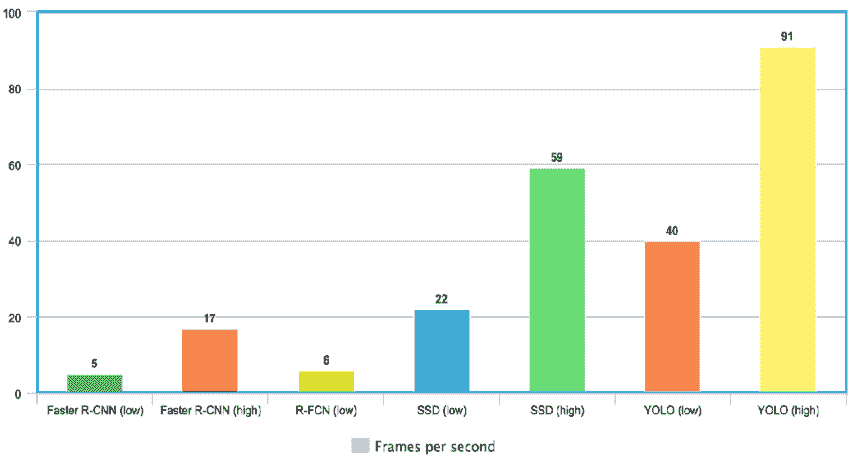 100
80
60
40
20
0
5
17
6
22
59
40
91
Faster R-CNN (low)
Faster R-CNN (high)
R-FCN (low)
SSD (low)
SSD (high)
YOLO (low)
YOLO (high)
Frames per second